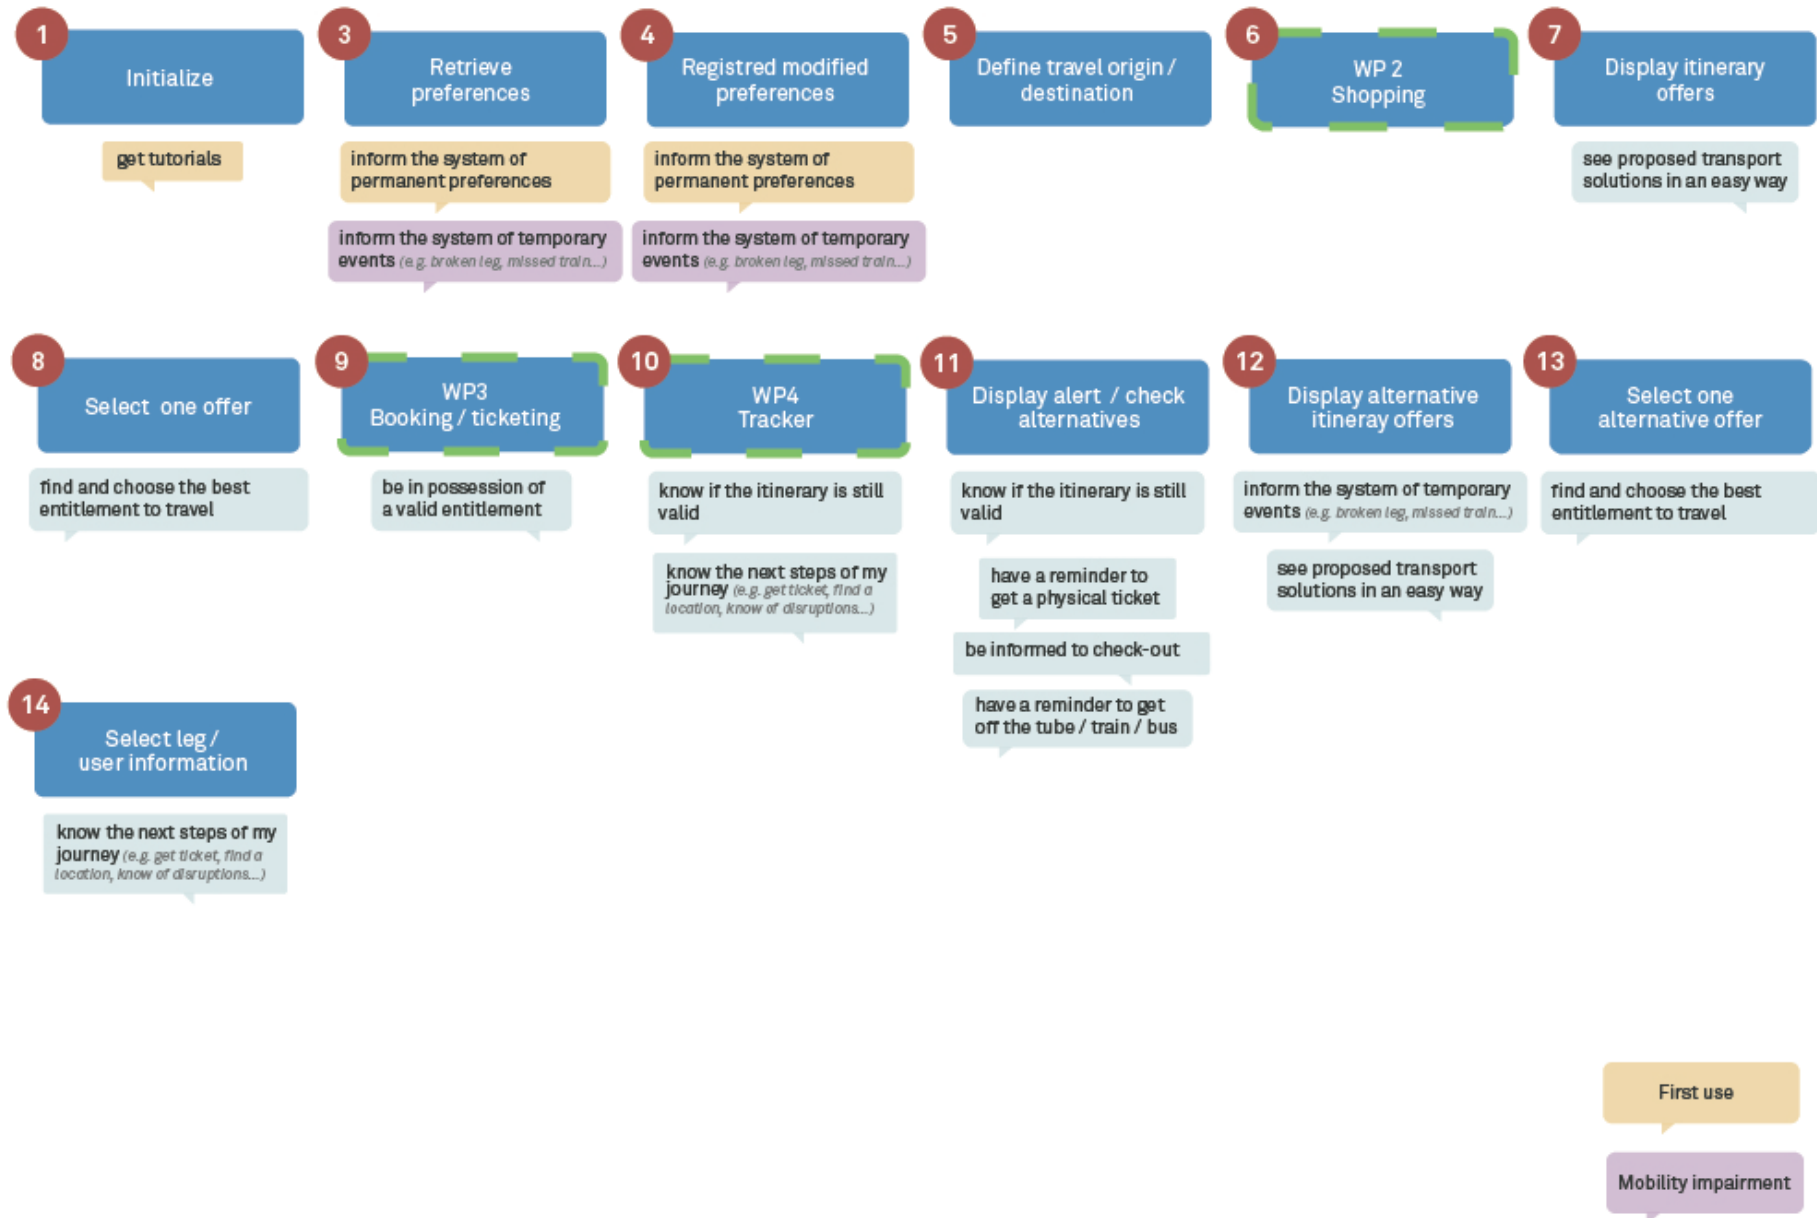 1
Initialize
get tutorials
3
Retrieve
preferences
inform the system of
permanent preferences
inform the system of temporary
events (e.g. broken leg, missed train...)
4
Registred modified
preferences
inform the system of
permanent preferences
inform the system of temporary
events (e.g. broken leg, missed train...)
5
Define travel origin /
destination
6
WP 2
Shopping
7
Display itinerary
offers
see proposed transport
solutions in an easy way
8
Select one offer
find and choose the best
entitlement to travel
9
WP3
Booking / ticketing
be in possession of
a valid entitlement
10
WP4
Tracker
know if the itinerary is still
valid
know the next steps of my
journey (e.g. get ticket, find a
location, know of disruptions...)
11
Display alert / check
alternatives
know if the itinerary is still
valid
have a reminder to
get a physical ticket
be informed to check-out
have a reminder to get
off the tube / train / bus
12
Display alternative
itineray offers
inform the system of temporary
events (e.g. broken leg, missed train...)
see proposed transport
solutions in an easy way
13
Select one
alternative offer
find and choose the best
entitlement to travel
14
Select leg /
user information
know the next steps of my
journey (e.g. get ticket, find a
location, know of disruptions...)
First use
Mobility impairment